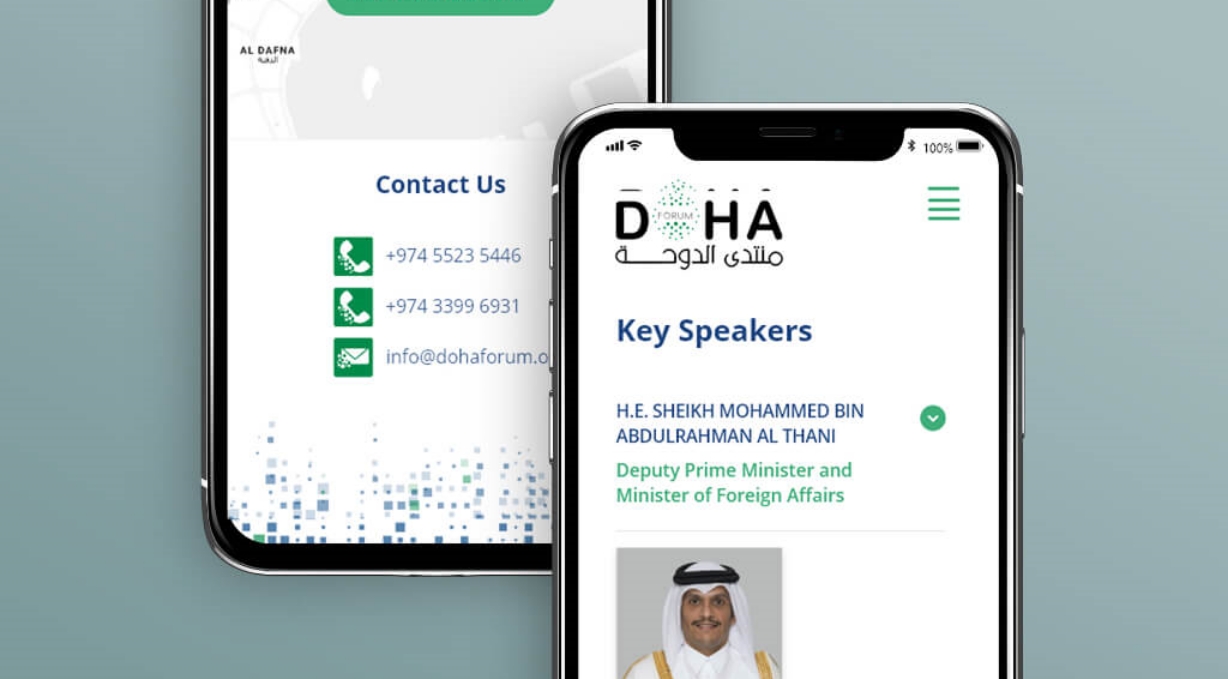 AL DAFNA
الدفنة
Contact Us
+974 5523 5446
+974 3399 6931
info@dohaforum.o
100%
DOHA
FORUM
منتدى الدوحة
Key Speakers
H.E. SHEIKH MOHAMMED BIN
ABDULRAHMAN AL THANI
Deputy Prime Minister and
Minister of Foreign Affairs